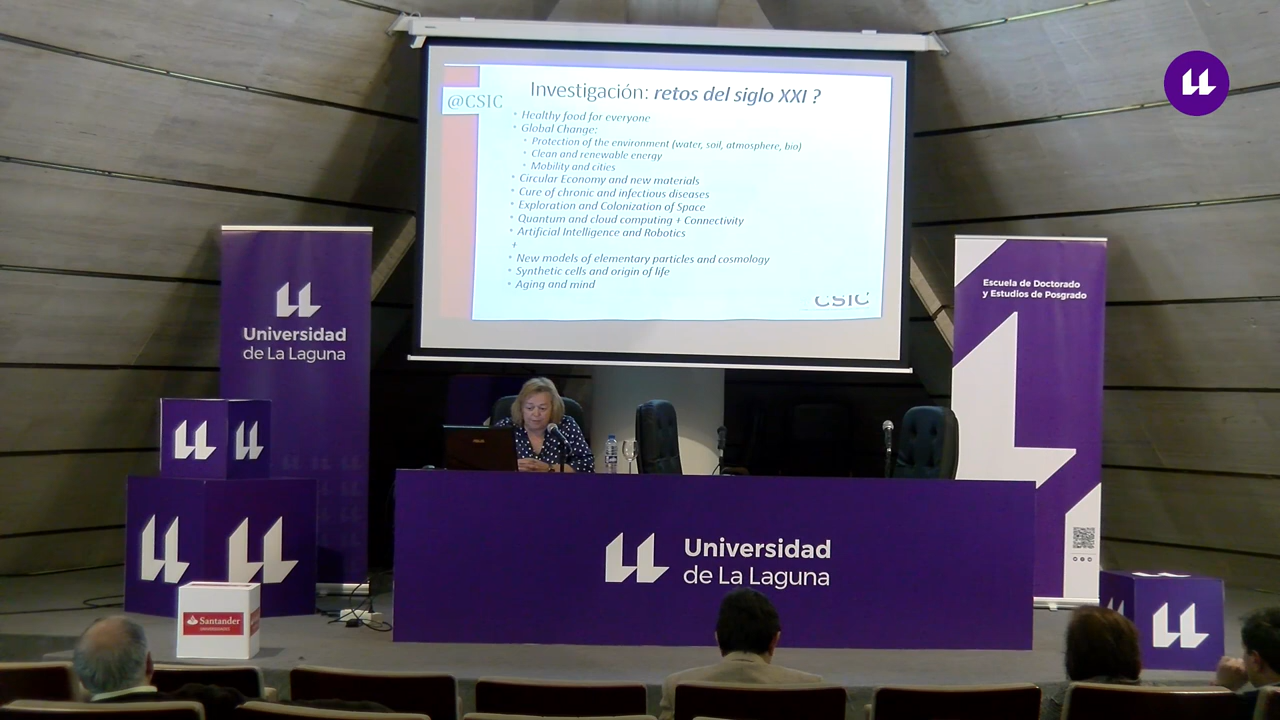 @CSIC
Investigación: retos del siglo XXI ?
Healthy food for everyone
Global Change:
Protection of the environment (water, soil, atmosphere, bio)
Clean and renewable energy
Mobility and cities
Circular Economy and new materials
Cure of chronic and infectious diseases
Exploration and Colonization of Space
Quantum and cloud computing + Connectivity
Artificial Intelligence and Robotics
+
New models of elementary particles and cosmology
Synthetic cells and origin of life
Aging and mind
CSIC
Universidad
de La Laguna
Escuela de Doctorado
y Estudios de Posgrado
Universidad
de La Laguna
Santander